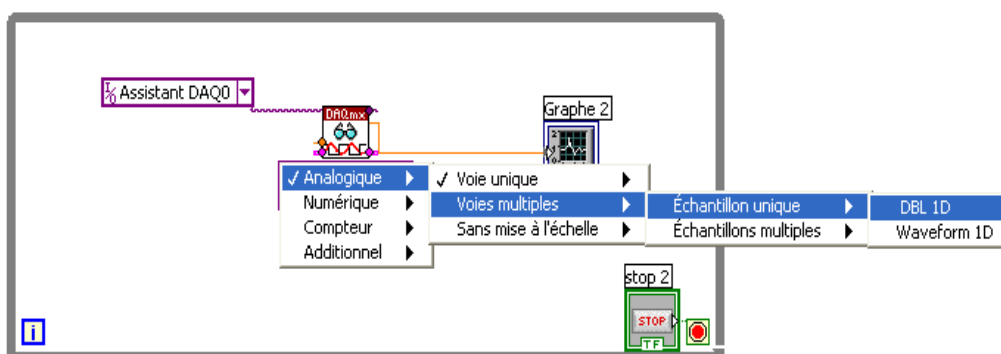 Assistant DAQ0
DAQmx
Graphe 2
✓ Analogique
Numérique
Compteur
Additionnel
✓ Voie unique
Voies multiples
Sans mise à l'échelle
Échantillon unique
Échantillons multiples
DBL 1D
Waveform 1D
stop 2
STOP
TF
i